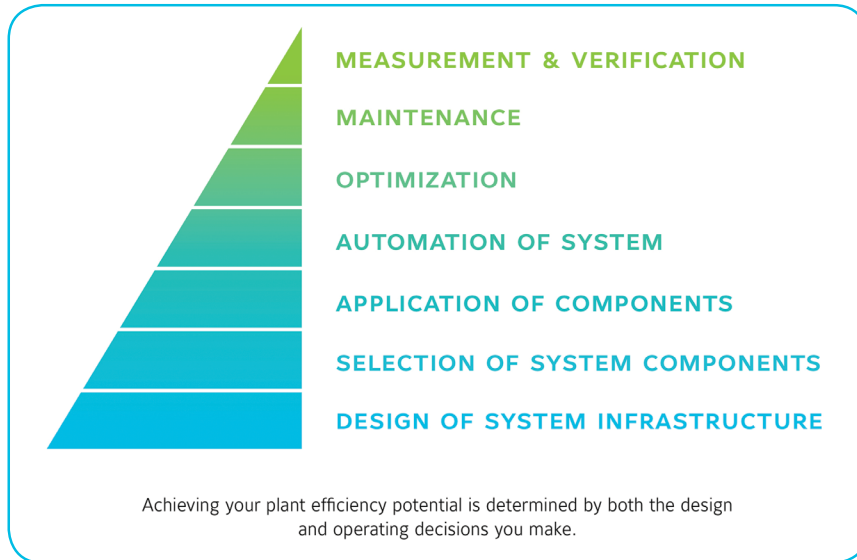 MEASUREMENT & VERIFICATION
MAINTENANCE
OPTIMIZATION
AUTOMATION OF SYSTEM
APPLICATION OF COMPONENTS
SELECTION OF SYSTEM COMPONENTS
DESIGN OF SYSTEM INFRASTRUCTURE
Achieving your plant efficiency potential is determined by both the design
and operating decisions you make.